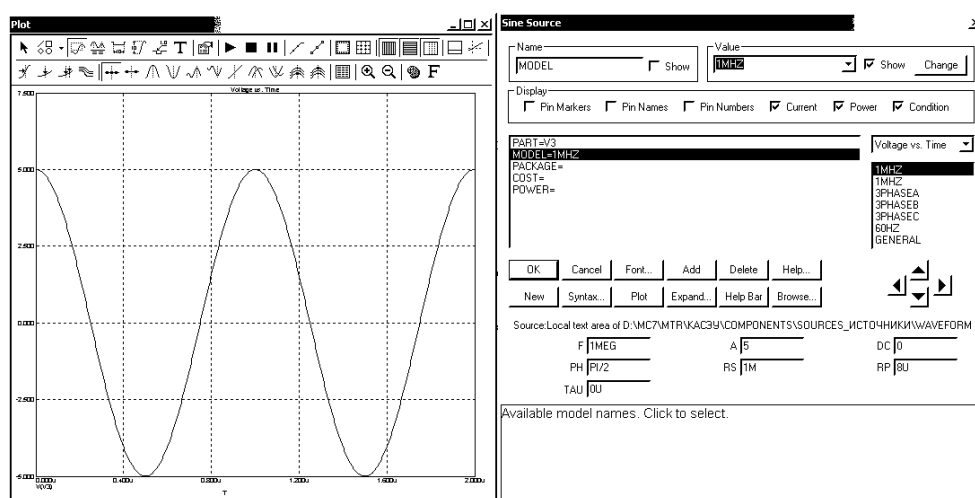 Plot
T
F
Voltage vs. Time
7.500
5.000
2.500
0.000
-2.500
-5.000
0.000u 0.400u 0.800u 1.200u 1.600u 2.000u
V(V3)
T
Sine Source
Name
MODEL
Show
Value
1MHZ
Show
Change
Display
Pin Markers Pin Names Pin Numbers Current Power Condition
PART=V3
MODEL=1MHZ
PACKAGE=
COST=
POWER=
Voltage vs. Time
1MHZ
1MHZ
3PHASEA
3PHASEB
3PHASEC
60HZ
GENERAL
OK Cancel Font... Add Delete Help...
New Syntax... Plot Expand... Help Bar Browse...
Source:Local text area of D:\MC7\MTR\КАСЭУ\COMPONENTS\SOURCES_ИСТОЧНИКИ\WAVEFORM
F 1MEG A 5 DC 0
PH PI/2 RS 1M RP 8U
TAU 0U
Available model names. Click to select.